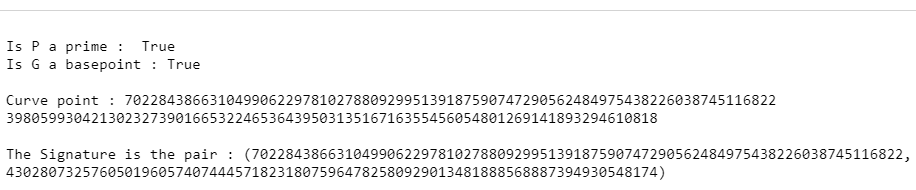 Is P a prime :  True
Is G a basepoint : True
Curve point : 70228438663104990622978102788092995139187590747290562484975438226038745116822
39805993042130232739016653224653643950313516716355456054801269141893294610818
The Signature is the pair : (70228438663104990622978102788092995139187590747290562484975438226038745116822,
43028073257605019605740744457182318075964782580929013481888568887394930548174)